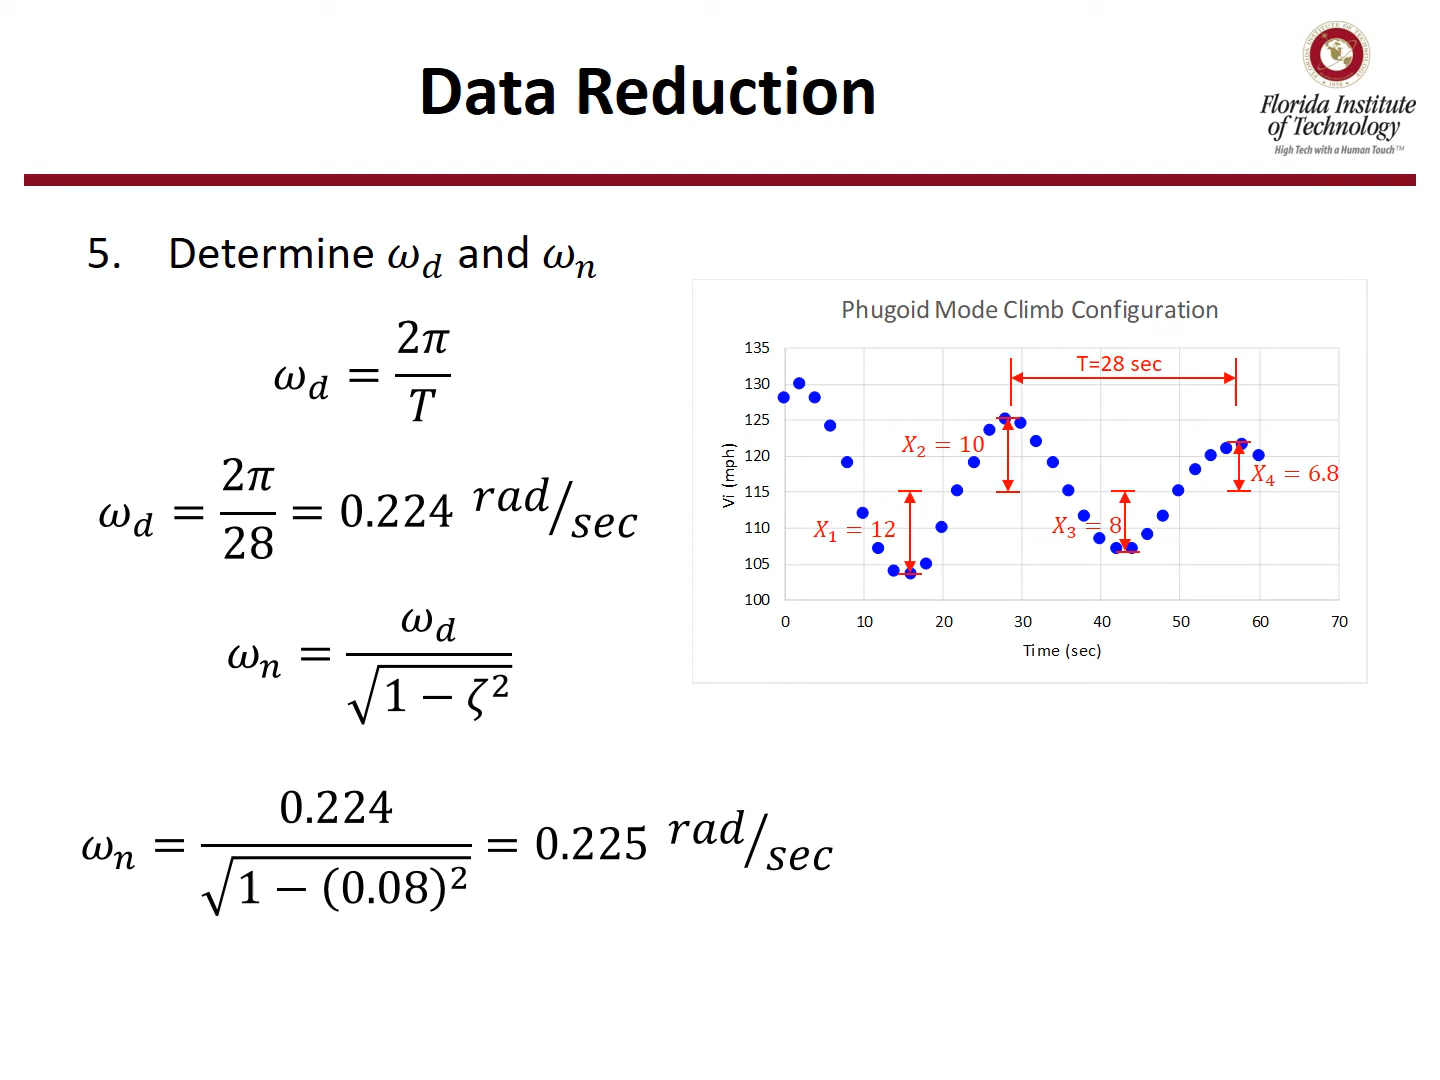 Data Reduction
Florida Institute
of Technology
High Tech with a Human Touch™
5. Determine ω_d and ω_n
ω_d = 2π/T
ω_d = 2π/28 = 0.224 rad/sec
ω_n = ω_d/√(1 − ζ²)
ω_n = 0.224/√(1 − (0.08)²) = 0.225 rad/sec
Phugoid Mode Climb Configuration
135
130
125
120
115
110
105
100
Vi (mph)
T=28 sec
X₂ = 10
X₄ = 6.8
X₁ = 12
X₃ = 8
0 10 20 30 40 50 60 70
Time (sec)